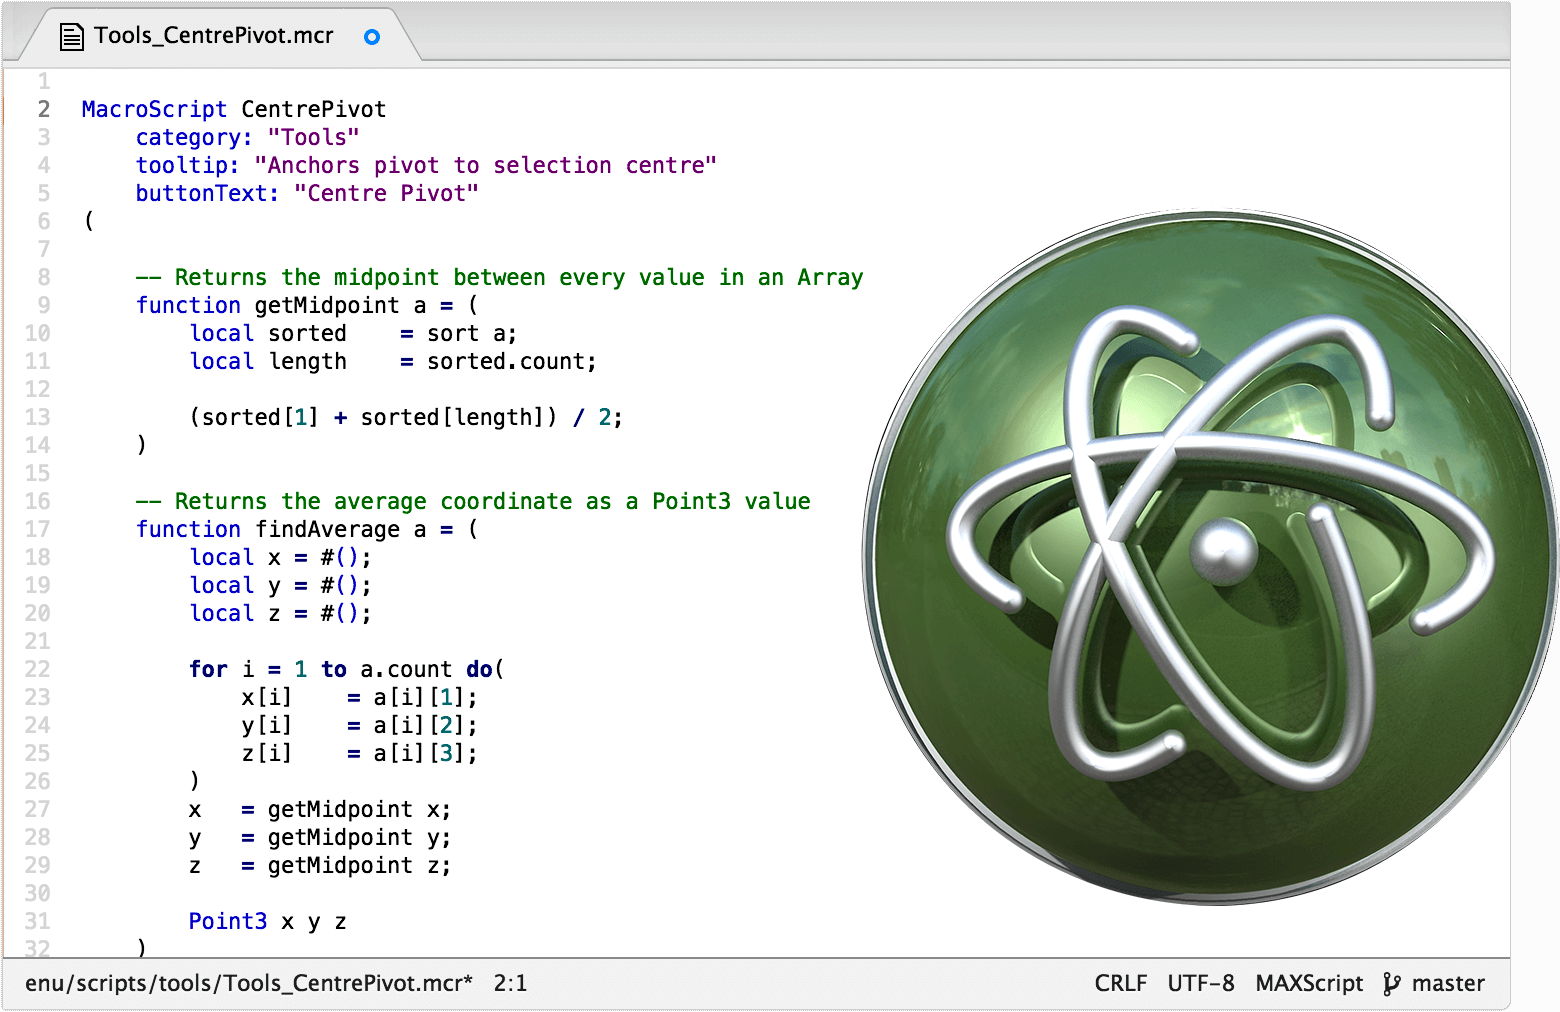 Tools_CentrePivot.mcr
1
2 MacroScript CentrePivot
3 category: "Tools"
4 tooltip: "Anchors pivot to selection centre"
5 buttonText: "Centre Pivot"
6 (
7
8 -- Returns the midpoint between every value in an Array
9 function getMidpoint a = (
10 local sorted    = sort a;
11 local length    = sorted.count;
12
13 (sorted[1] + sorted[length]) / 2;
14 )
15
16 -- Returns the average coordinate as a Point3 value
17 function findAverage a = (
18 local x = #();
19 local y = #();
20 local z = #();
21
22 for i = 1 to a.count do(
23 x[i]    = a[i][1];
24 y[i]    = a[i][2];
25 z[i]    = a[i][3];
26 )
27 x   = getMidpoint x;
28 y   = getMidpoint y;
29 z   = getMidpoint z;
30
31 Point3 x y z
32 )
enu/scripts/tools/Tools_CentrePivot.mcr* 2:1 CRLF UTF-8 MAXScript master